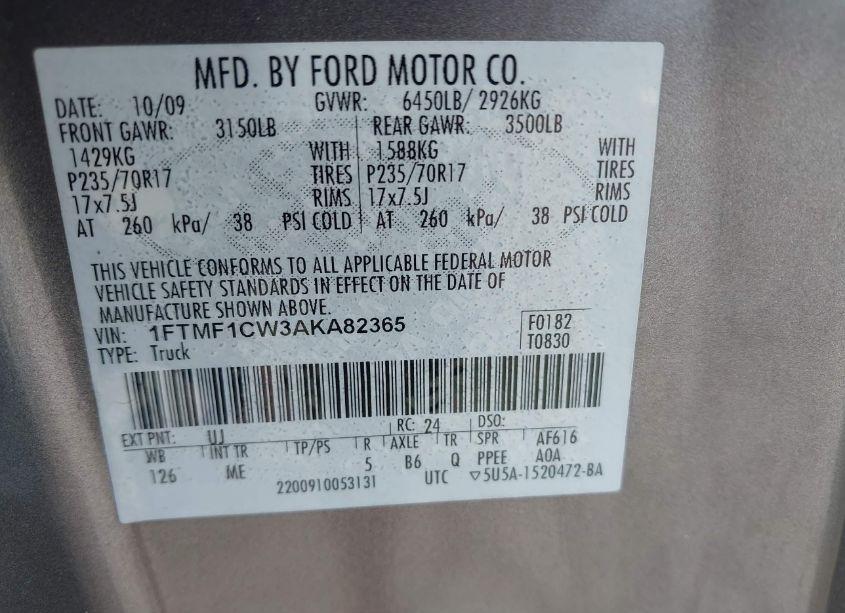 MFD. BY FORD MOTOR CO.
DATE: 10/09 GVWR: 6450LB/ 2926KG
FRONT GAWR: 3150LB REAR GAWR: 3500LB
1429KG WITH 1588KG WITH
P235/70R17 TIRES P235/70R17 TIRES
17x7.5J RIMS 17x7.5J RIMS
AT 260 kPa/ 38 PSI COLD AT 260 kPa/ 38 PSI COLD
THIS VEHICLE CONFORMS TO ALL APPLICABLE FEDERAL MOTOR
VEHICLE SAFETY STANDARDS IN EFFECT ON THE DATE OF
MANUFACTURE SHOWN ABOVE.
VIN: 1FTMF1CW3AKA82365 F0182
TYPE: Truck T0830
EXT PNT: UJ RC: 24 DSO:
WB INT TR TP/PS R AXLE TR SPR AF616
126 ME 5 B6 Q PPEE AOA
2200910053131 UTC ▽5U5A-1520472-BA